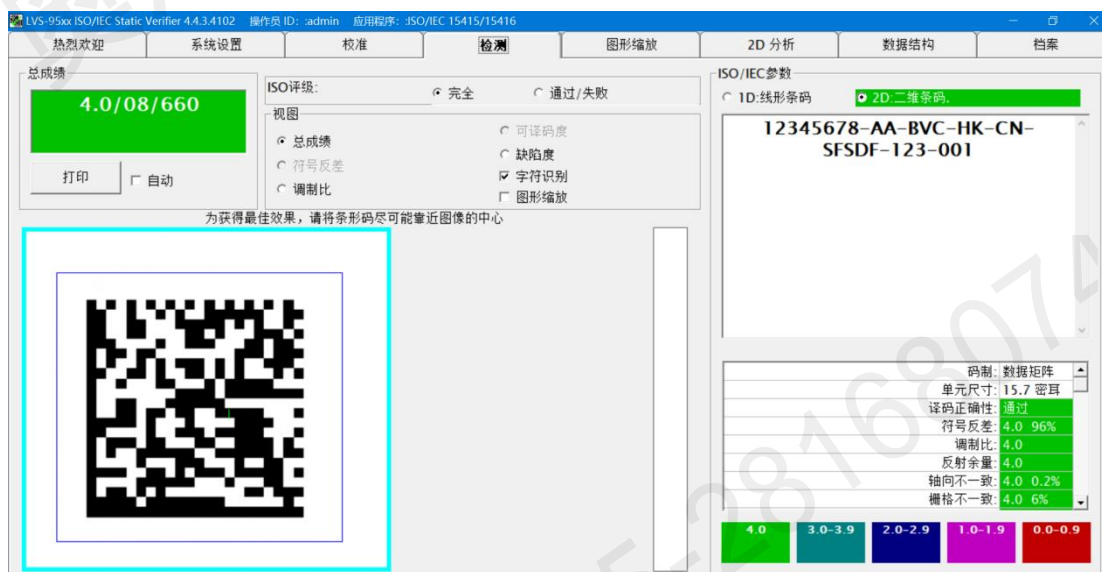 LVS-95xx ISO/IEC Static Verifier 4.4.3.4102 操作员 ID: :admin 应用程序: :ISO/IEC 15415/15416
热烈欢迎 系统设置 校准 检测 图形缩放 2D 分析 数据结构 档案
总成绩
4.0/08/660
打印 自动
ISO评级: 完全 通过/失败
视图
总成绩 可译码度
符号反差 缺陷度
调制比 字符识别
图形缩放
为获得最佳效果，请将条形码尽可能靠近图像的中心
ISO/IEC参数
1D:线形条码 2D:二维条码.
12345678-AA-BVC-HK-CN-
SFSDF-123-001
码制: 数据矩阵
单元尺寸: 15.7 密耳
译码正确性: 通过
符号反差: 4.0 96%
调制比: 4.0
反射余量: 4.0
轴向不一致: 4.0 0.2%
栅格不一致: 4.0 6%
4.0 3.0-3.9 2.0-2.9 1.0-1.9 0.0-0.9